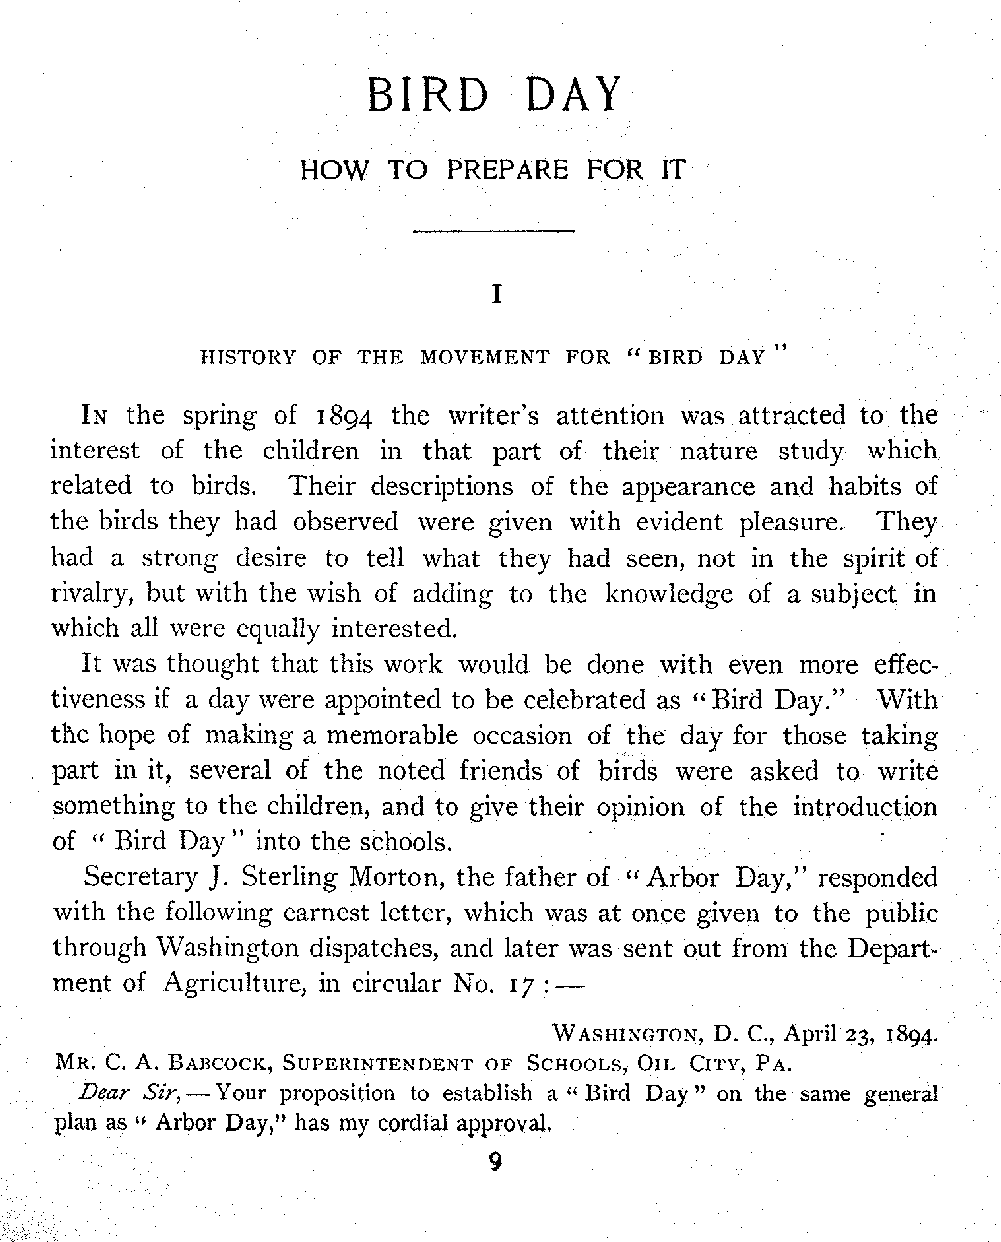 BIRD DAY
HOW TO PREPARE FOR IT
I
HISTORY OF THE MOVEMENT FOR "BIRD DAY"
IN the spring of 1894 the writer's attention was attracted to the
interest of the children in that part of their nature study which
related to birds. Their descriptions of the appearance and habits of
the birds they had observed were given with evident pleasure. They
had a strong desire to tell what they had seen, not in the spirit of
rivalry, but with the wish of adding to the knowledge of a subject in
which all were equally interested.
It was thought that this work would be done with even more effec-
tiveness if a day were appointed to be celebrated as "Bird Day." With
the hope of making a memorable occasion of the day for those taking
part in it, several of the noted friends of birds were asked to write
something to the children, and to give their opinion of the introduction
of "Bird Day" into the schools.
Secretary J. Sterling Morton, the father of "Arbor Day," responded
with the following earnest letter, which was at once given to the public
through Washington dispatches, and later was sent out from the Depart-
ment of Agriculture, in circular No. 17:—
WASHINGTON, D. C., April 23, 1894.
MR. C. A. BABCOCK, SUPERINTENDENT OF SCHOOLS, OIL CITY, PA.
Dear Sir,—Your proposition to establish a "Bird Day" on the same general
plan as "Arbor Day," has my cordial approval.
9